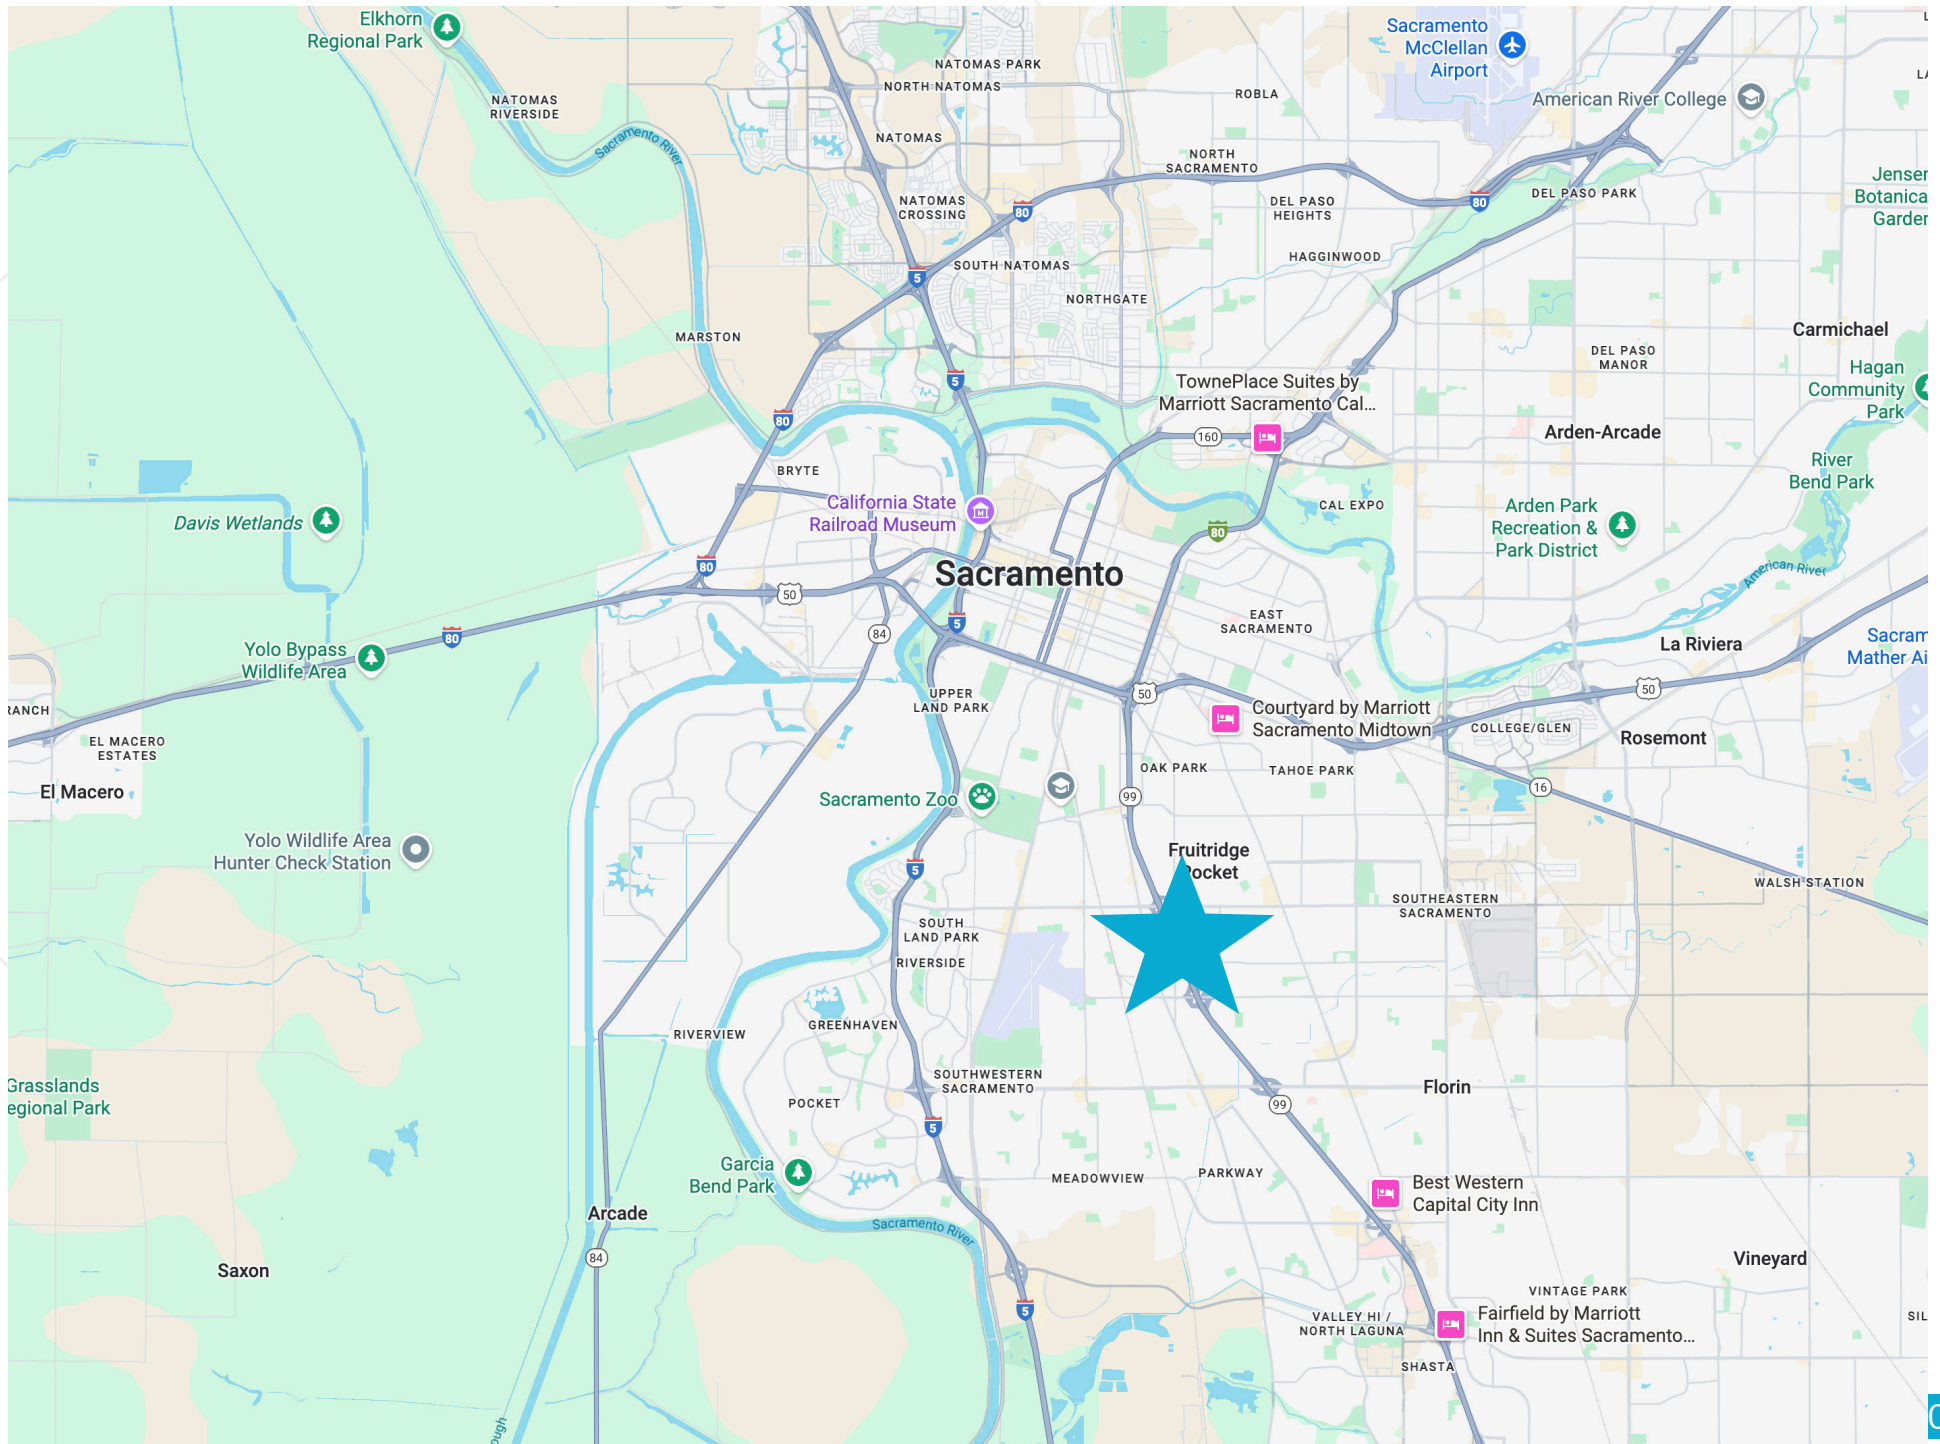 Elkhorn
Regional Park
Sacramento
McClellan
Airport
NATOMAS PARK
NORTH NATOMAS
American River College
NATOMAS
RIVERSIDE
ROBLA
Sacramento River
NATOMAS
NORTH
SACRAMENTO
Jensen
Botanica
Garden
DEL PASO PARK
NATOMAS
CROSSING
80
80
DEL PASO
HEIGHTS
HAGGINWOOD
SOUTH NATOMAS
5
NORTHGATE
MARSTON
Carmichael
DEL PASO
MANOR
Hagan
Community
Park
5
TownePlace Suites by
Marriott Sacramento Cal...
80
160
Arden-Arcade
BRYTE
River
Bend Park
California State
Railroad Museum
CAL EXPO
Arden Park
Recreation &
Park District
Davis Wetlands
80
80
Sacramento
American River
50
5
EAST
SACRAMENTO
84
80
La Riviera
Sacram
Mather Ai
Yolo Bypass
Wildlife Area
50
50
UPPER
LAND PARK
RANCH
Courtyard by Marriott
Sacramento Midtown
COLLEGE/GLEN
Rosemont
EL MACERO
ESTATES
OAK PARK
TAHOE PARK
El Macero
Sacramento Zoo
99
16
Yolo Wildlife Area
Hunter Check Station
Fruitridge
Pocket
5
WALSH STATION
SOUTHEASTERN
SACRAMENTO
SOUTH
LAND PARK
RIVERSIDE
GREENHAVEN
RIVERVIEW
SOUTHWESTERN
SACRAMENTO
Grasslands
egional Park
Florin
POCKET
99
5
Garcia
Bend Park
MEADOWVIEW
PARKWAY
Best Western
Capital City Inn
Arcade
Sacramento River
84
Saxon
Vineyard
5
VINTAGE PARK
VALLEY HI /
NORTH LAGUNA
Fairfield by Marriott
Inn & Suites Sacramento...
SIL
SHASTA
ough